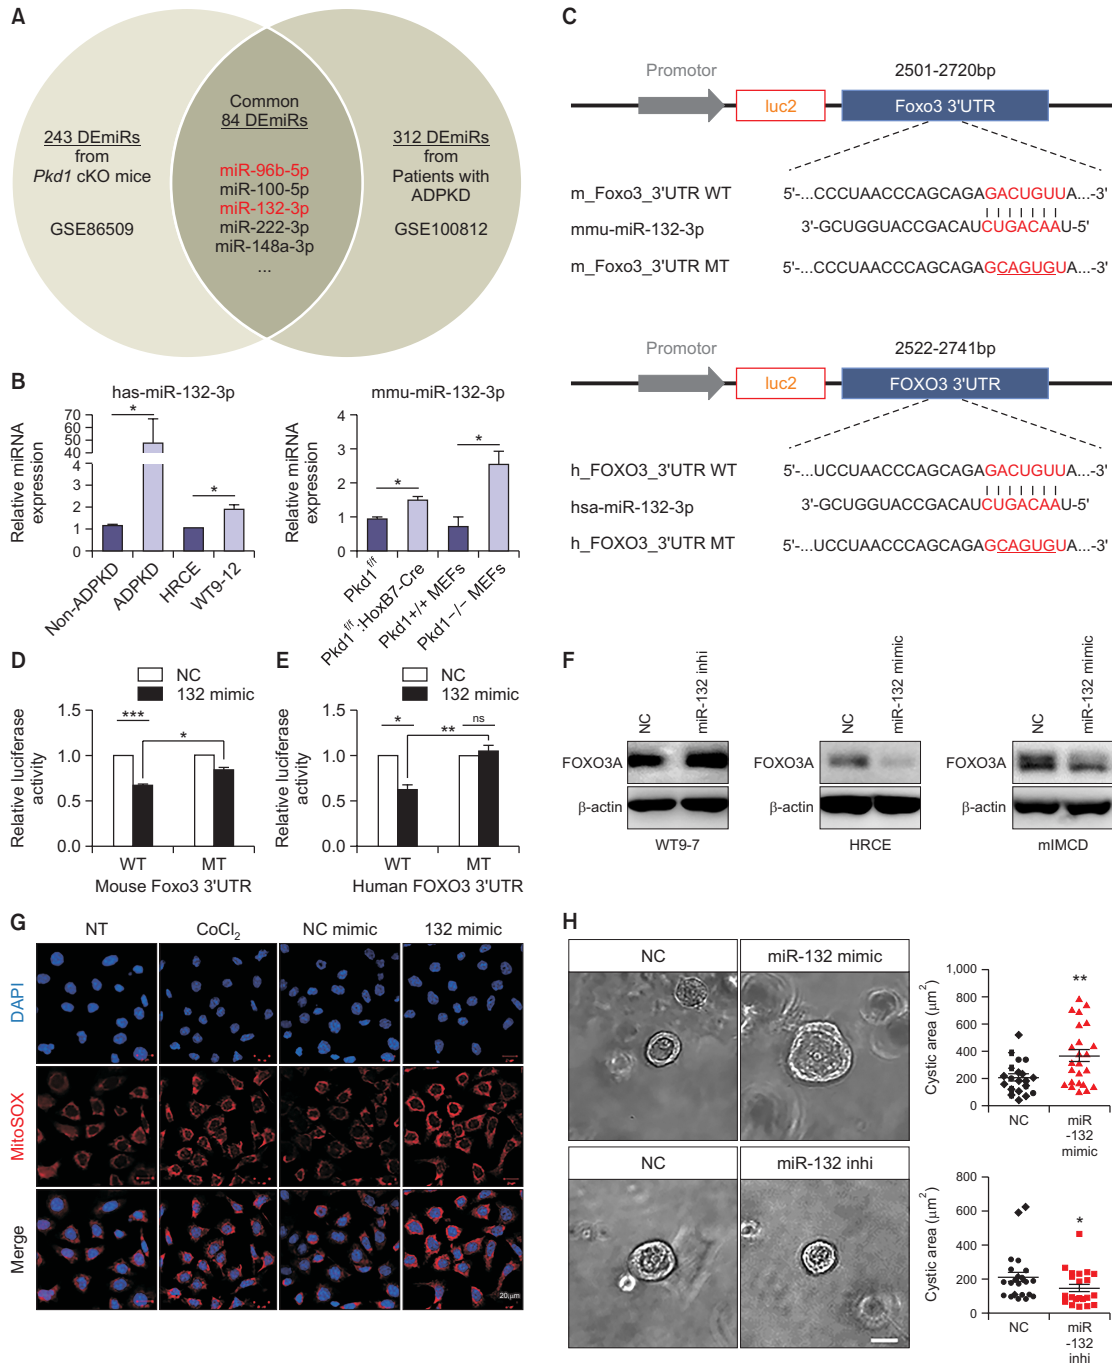 A
243 DEmiRs
from
Pkd1 cKO mice
GSE86509
Common
84 DEmiRs
miR-96b-5p
miR-100-5p
miR-132-3p
miR-222-3p
miR-148a-3p
...
312 DEmiRs
from
Patients with
ADPKD
GSE100812
B
has-miR-132-3p
Relative miRNA
expression
70
60
50
40
4
3
2
1
0
*
*
Non-ADPKD
ADPKD
HRCE
WT9-12
mmu-miR-132-3p
Relative miRNA
expression
4
3
2
1
0
*
*
Pkd1f/f
Pkd1f/f:HoxB7-Cre
Pkd1+/+ MEFs
Pkd1−/− MEFs
C
Promotor
luc2
2501-2720bp
Foxo3 3'UTR
m_Foxo3_3'UTR WT 5'-...CCCUAACCCAGCAGAGACUGUUA...-3'
mmu-miR-132-3p 3'-GCUGGUACCGACAUCUGACAAU-5'
m_Foxo3_3'UTR MT 5'-...CCCUAACCCAGCAGAGCAGUGUA...-3'
Promotor
luc2
2522-2741bp
FOXO3 3'UTR
h_FOXO3_3'UTR WT 5'-...UCCUAACCCAGCAGAGACUGUUA...-3'
hsa-miR-132-3p 3'-GCUGGUACCGACAUCUGACAAU-5'
h_FOXO3_3'UTR MT 5'-...UCCUAACCCAGCAGAGCAGUGUA...-3'
D
NC
132 mimic
Relative luciferase
activity
1.5
1.0
0.5
0.0
***
*
WT MT
Mouse Foxo3 3'UTR
E
NC
132 mimic
Relative luciferase
activity
1.5
1.0
0.5
0.0
*
**
ns
WT MT
Human FOXO3 3'UTR
F
NC
miR-132 inhi
FOXO3A
β-actin
WT9-7
NC
miR-132 mimic
FOXO3A
β-actin
HRCE
NC
miR-132 mimic
FOXO3A
β-actin
mIMCD
G
NT CoCl2 NC mimic 132 mimic
DAPI
MitoSOX
Merge
20 μm
H
NC miR-132 mimic
NC miR-132 inhi
Cystic area (μm2)
1,000
800
600
400
200
0
**
NC
miR
-132
mimic
Cystic area (μm2)
800
600
400
200
0
*
NC
miR
-132
inhi